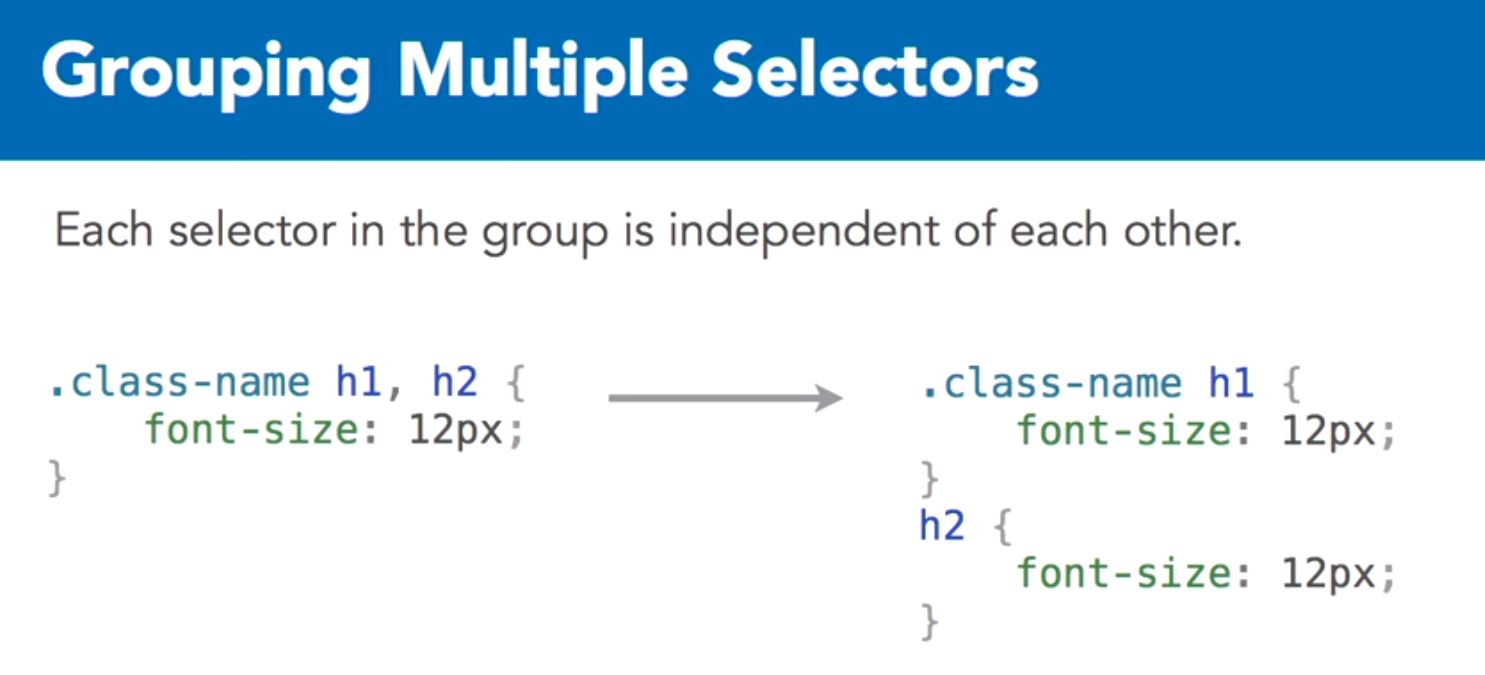 Grouping Multiple Selectors
Each selector in the group is independent of each other.
.class-name h1, h2 {
    font-size: 12px;
}
.class-name h1 {
    font-size: 12px;
}
h2 {
    font-size: 12px;
}